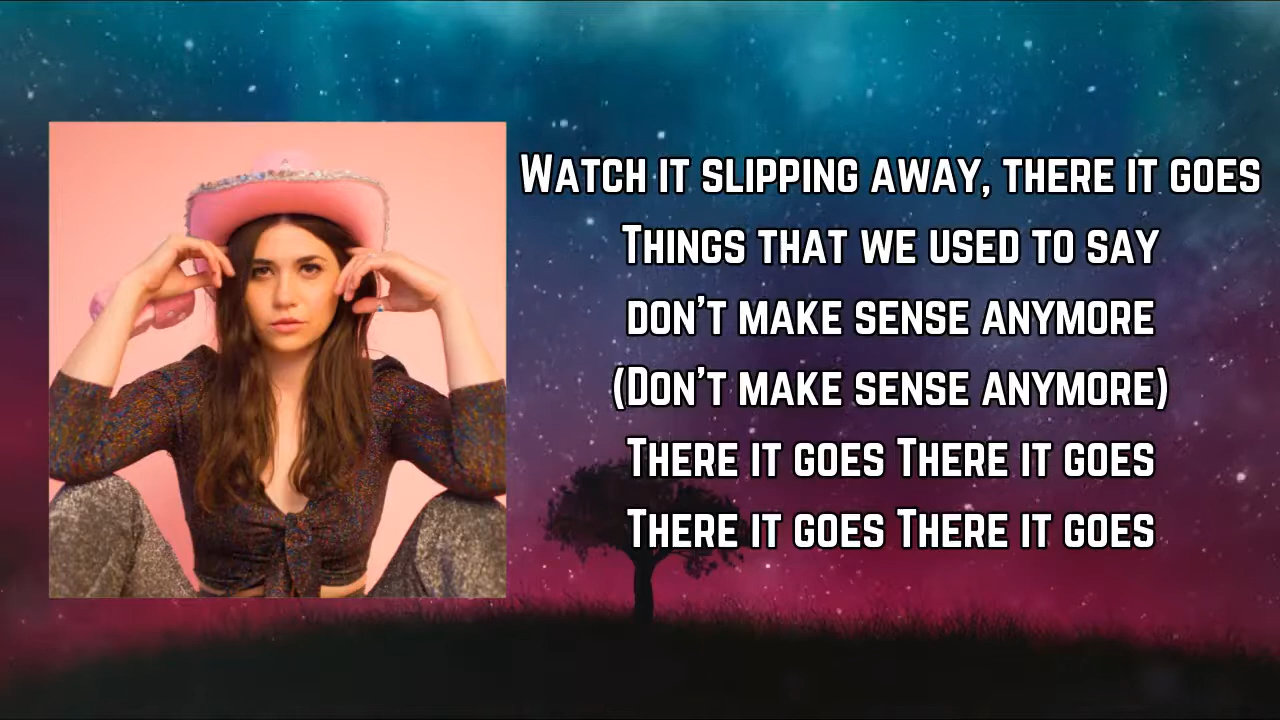 Watch it slipping away, there it goes
Things that we used to say
don't make sense anymore
(Don't make sense anymore)
There it goes There it goes
There it goes There it goes